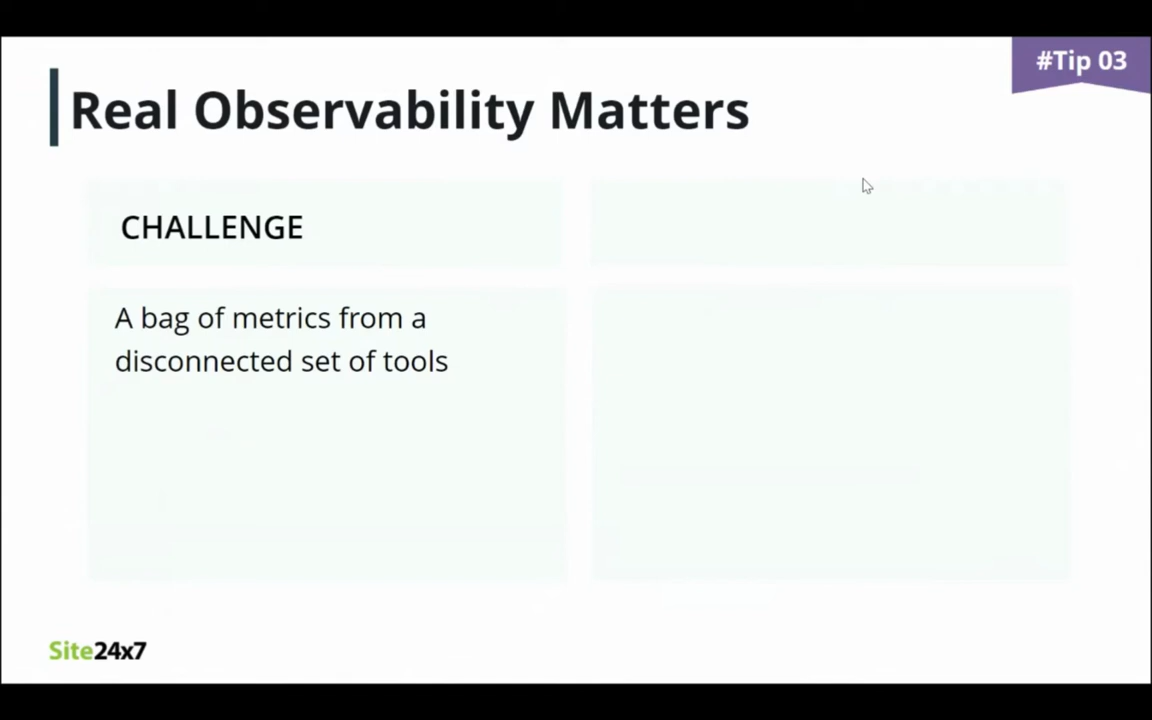 #Tip 03
Real Observability Matters
CHALLENGE
A bag of metrics from a
disconnected set of tools
Site24x7